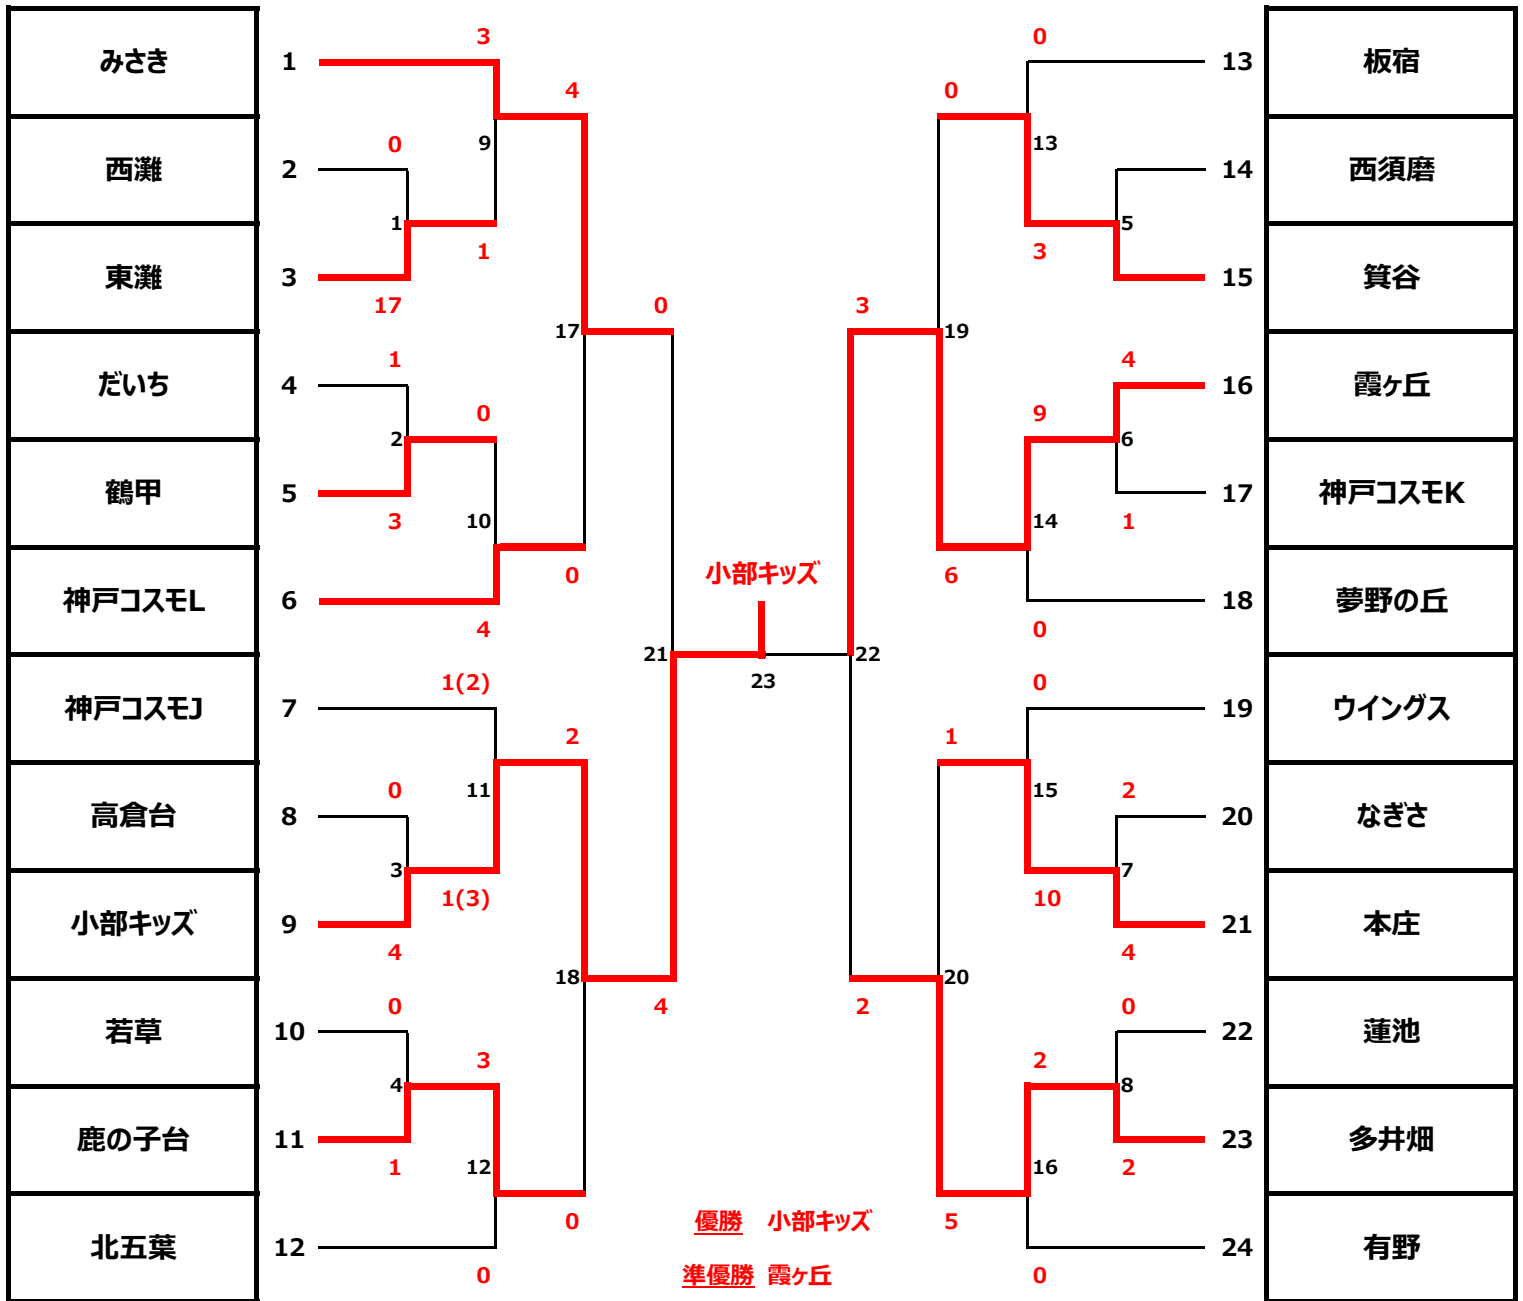 3
0
みさき 1 13 板宿
4 0
0 9 13
西灘 2 14 西須磨
1 5
1 3
東灘 3 15 箕谷
17 0 3
17 19
1 4
だいち 4 16 霞ヶ丘
0 9
2 6
鶴甲 5 17 神戸コスモK
3 10 14 1
0 小部キッズ 6
神戸コスモL 6 18 夢野の丘
4 0
21 22
1(2) 23 0
神戸コスモJ 7 19 ウイングス
2 1
0 11 15 2
高倉台 8 20 なぎさ
3 7
1(3) 10
小部キッズ 9 21 本庄
4 4
18 20
0 4 2 0
若草 10 22 蓮池
3 2
4 8
鹿の子台 11 23 多井畑
1 12 16 2
0 優勝 小部キッズ 5
北五葉 12 24 有野
0 準優勝 霞ヶ丘 0